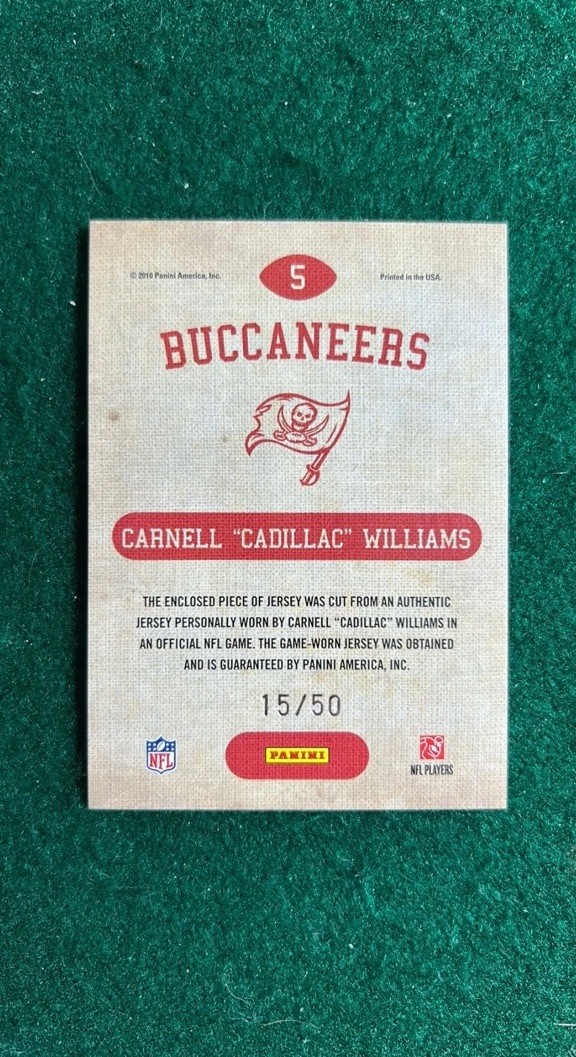 © 2010 Panini America, Inc.
5
Printed in the USA.
BUCCANEERS
CARNELL “CADILLAC” WILLIAMS
THE ENCLOSED PIECE OF JERSEY WAS CUT FROM AN AUTHENTIC
JERSEY PERSONALLY WORN BY CARNELL “CADILLAC” WILLIAMS IN
AN OFFICIAL NFL GAME. THE GAME-WORN JERSEY WAS OBTAINED
AND IS GUARANTEED BY PANINI AMERICA, INC.
15/50
NFL
PANINI
NFL PLAYERS